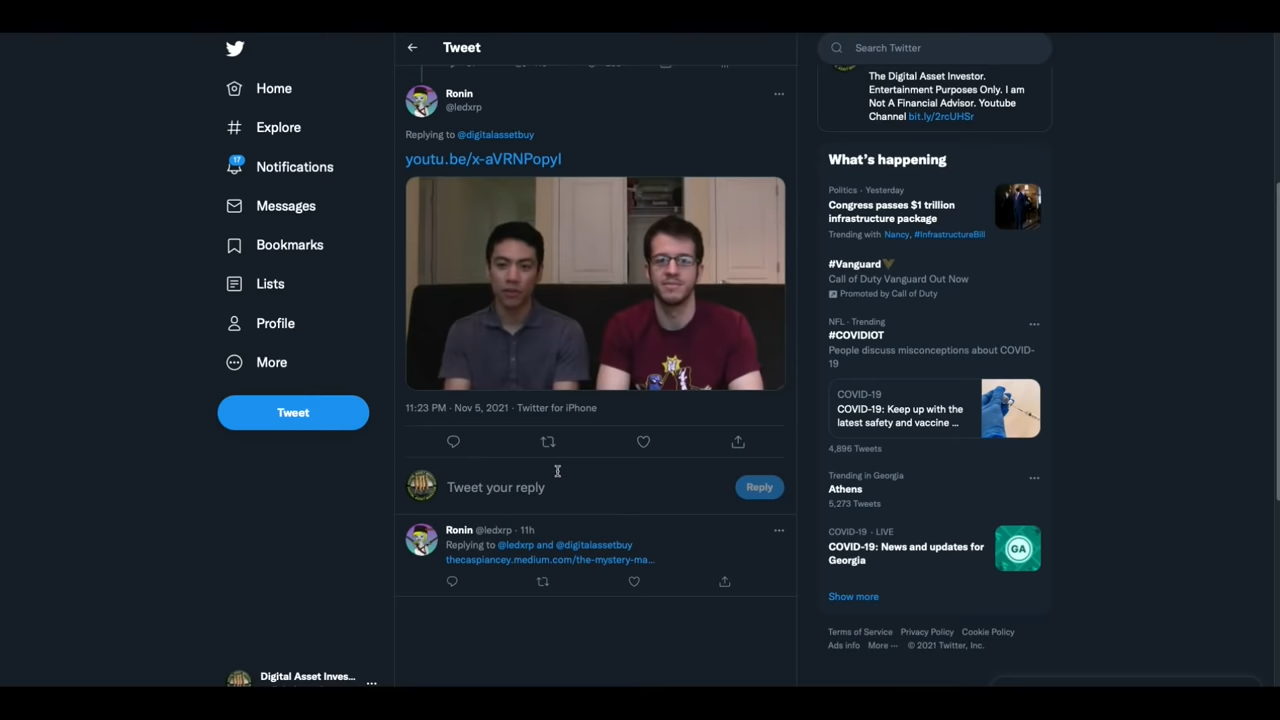 Home
Explore
17
Notifications
Messages
Bookmarks
Lists
Profile
More
Tweet
Digital Asset Inves...
Tweet
Ronin
@ledxrp
Replying to @digitalassetbuy
youtu.be/x-aVRNPopyI
11:23 PM · Nov 5, 2021 · Twitter for iPhone
Tweet your reply
Reply
Ronin @ledxrp · 11h
Replying to @ledxrp and @digitalassetbuy
thecaspiancey.medium.com/the-mystery-ma...
Search Twitter
The Digital Asset Investor.
Entertainment Purposes Only. I am
Not A Financial Advisor. Youtube
Channel bit.ly/2rcUHSr
What's happening
Politics · Yesterday
Congress passes $1 trillion
infrastructure package
Trending with Nancy, #InfrastructureBill
#Vanguard
Call of Duty Vanguard Out Now
Promoted by Call of Duty
NFL · Trending
#COVIDIOT
People discuss misconceptions about COVID-
19
COVID-19
COVID-19: Keep up with the
latest safety and vaccine ...
4,896 Tweets
Trending in Georgia
Athens
5,273 Tweets
COVID-19 · LIVE
COVID-19: News and updates for
Georgia
GA
Show more
Terms of Service Privacy Policy Cookie Policy
Ads info More ··· © 2021 Twitter, Inc.